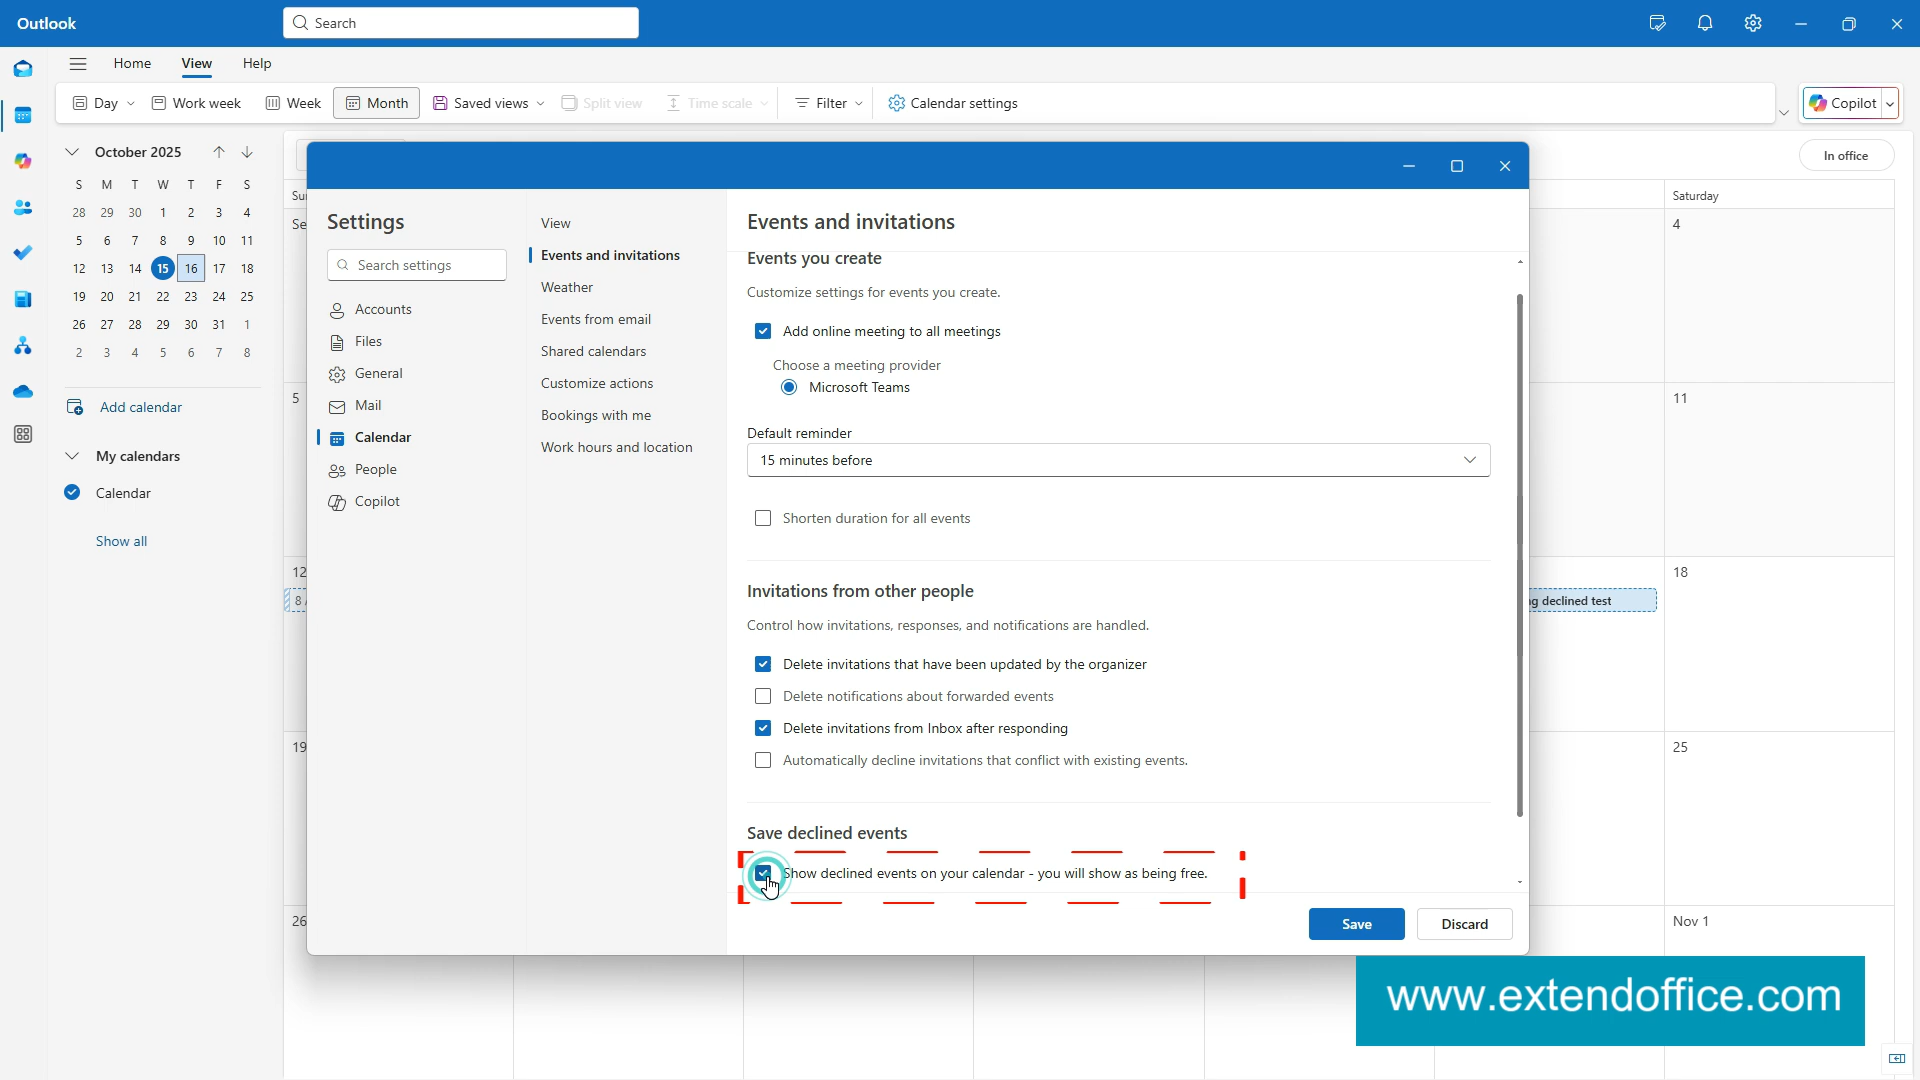 Outlook
Search
Home View Help
Day Work week Week Month Saved views Split view Time scale Filter Calendar settings Copilot
October 2025
S M T W T F S
28 29 30 1 2 3 4
5 6 7 8 9 10 11
12 13 14 15 16 17 18
19 20 21 22 23 24 25
26 27 28 29 30 31 1
2 3 4 5 6 7 8
Add calendar
My calendars
Calendar
Show all
In office
Su
Saturday
Se
4
5
11
12
18
8
g declined test
19
25
26
Nov 1
Settings
Search settings
Accounts
Files
General
Mail
Calendar
People
Copilot
View
Events and invitations
Weather
Events from email
Shared calendars
Customize actions
Bookings with me
Work hours and location
Events and invitations
Events you create
Customize settings for events you create.
Add online meeting to all meetings
Choose a meeting provider
Microsoft Teams
Default reminder
15 minutes before
Shorten duration for all events
Invitations from other people
Control how invitations, responses, and notifications are handled.
Delete invitations that have been updated by the organizer
Delete notifications about forwarded events
Delete invitations from Inbox after responding
Automatically decline invitations that conflict with existing events.
Save declined events
Show declined events on your calendar - you will show as being free.
Save Discard
www.extendoffice.com